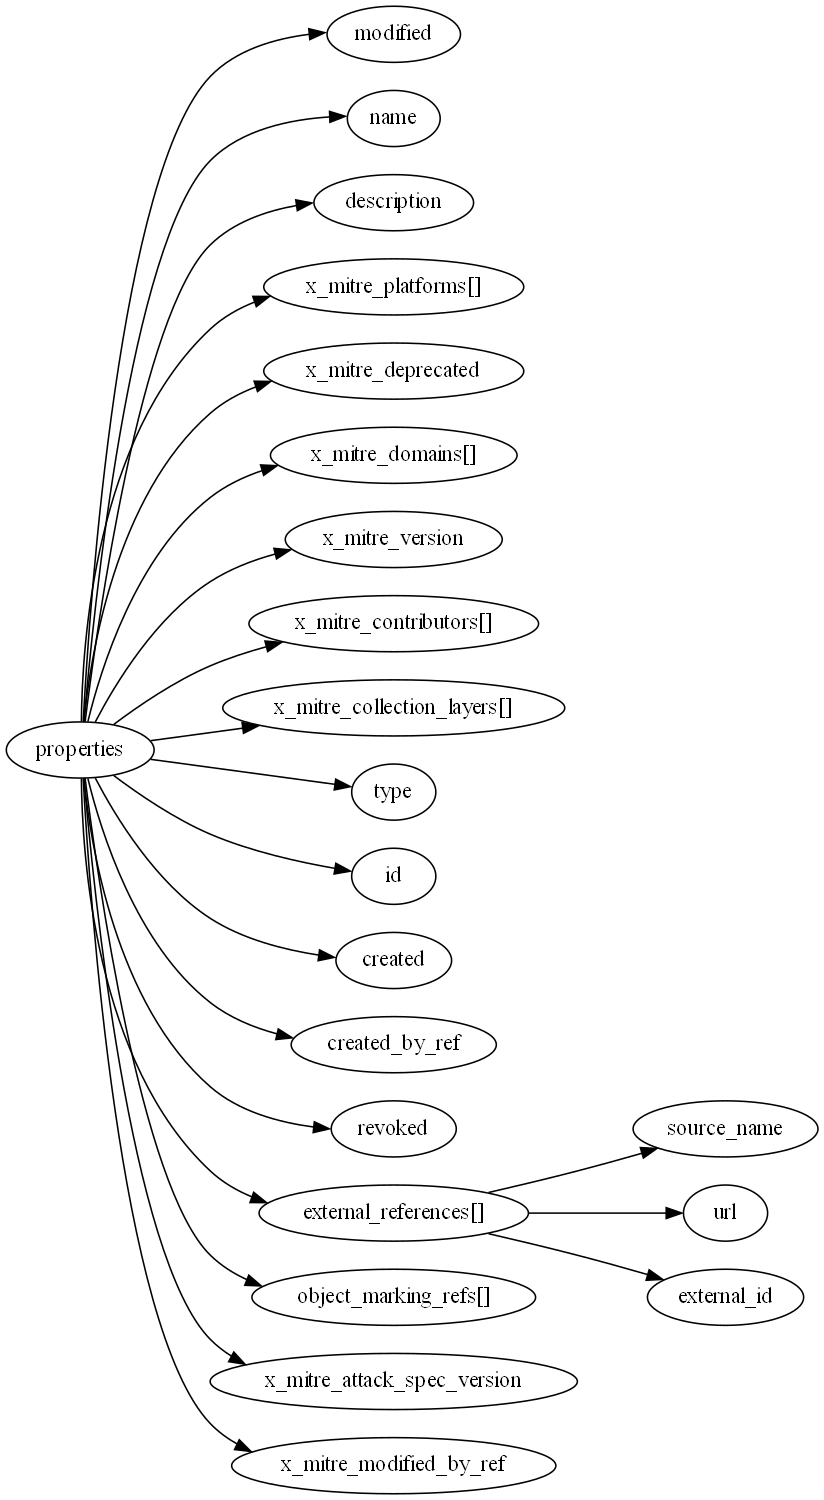 modified
name
description
x_mitre_platforms[]
x_mitre_deprecated
x_mitre_domains[]
x_mitre_version
x_mitre_contributors[]
x_mitre_collection_layers[]
properties
type
id
created
created_by_ref
revoked
source_name
external_references[]
url
object_marking_refs[]
external_id
x_mitre_attack_spec_version
x_mitre_modified_by_ref